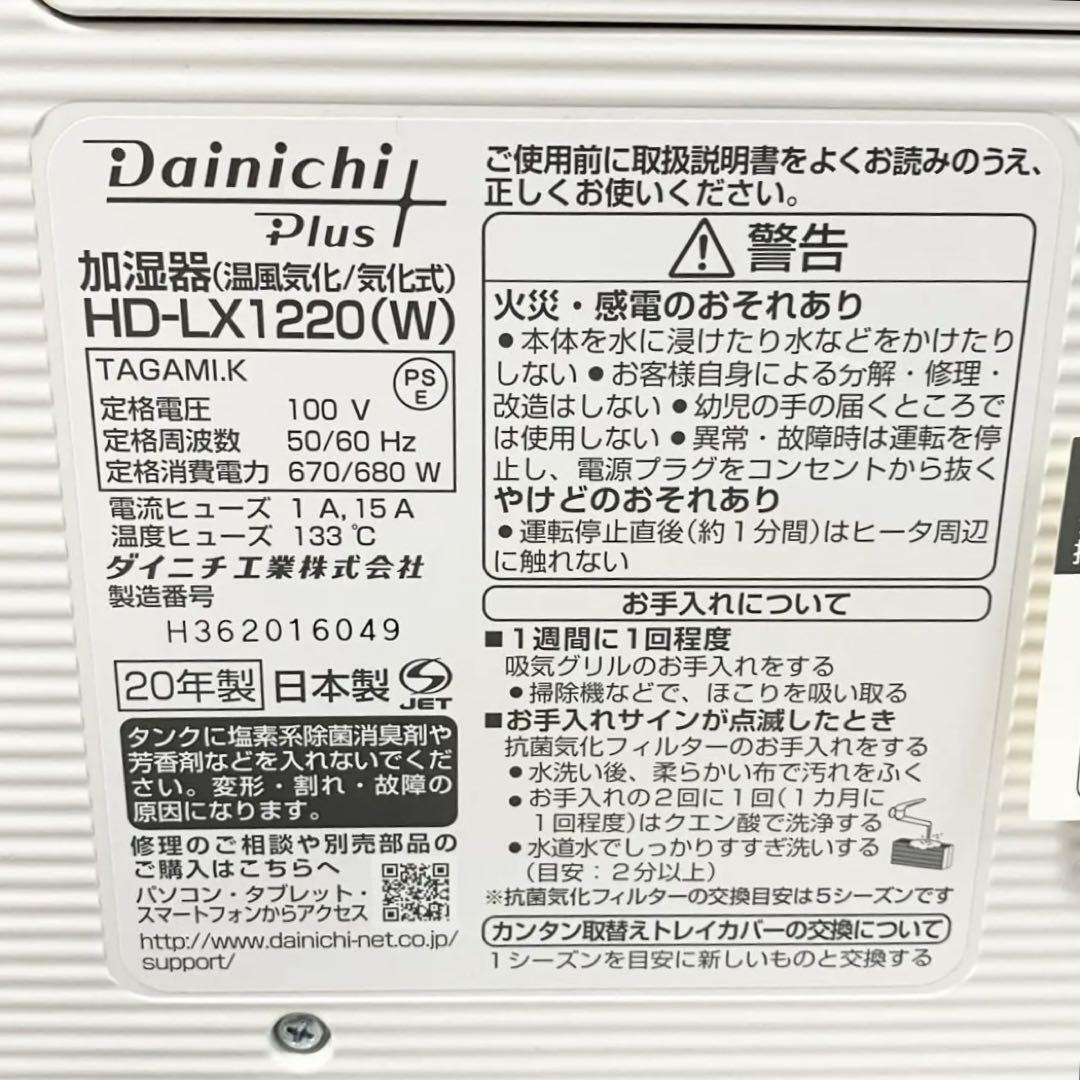 Dainichi
Plus
加湿器(温風気化/気化式)
HD-LX1220(W)
TAGAMI.K
PS
E
定格電圧 100 V
定格周波数 50/60 Hz
定格消費電力 670/680 W
電流ヒューズ 1 A, 15 A
温度ヒューズ 133 ℃
ダイニチ工業株式会社
製造番号
H362016049
20年製 日本製
JET
タンクに塩素系除菌消臭剤や
芳香剤などを入れないでくだ
さい。変形・割れ・故障の
原因になります。
修理のご相談や別売部品の
ご購入はこちらへ
パソコン・タブレット・
スマートフォンからアクセス
http://www.dainichi-net.co.jp/
support/
ご使用前に取扱説明書をよくお読みのうえ、
正しくお使いください。
警告
火災・感電のおそれあり
●本体を水に浸けたり水などをかけたり
しない ●お客様自身による分解・修理・
改造はしない ●幼児の手の届くところで
は使用しない ●異常・故障時は運転を停
止し、電源プラグをコンセントから抜く
やけどのおそれあり
●運転停止直後(約1分間)はヒータ周辺
に触れない
お手入れについて
■1週間に1回程度
吸気グリルのお手入れをする
●掃除機などで、ほこりを吸い取る
■お手入れサインが点滅したとき
抗菌気化フィルターのお手入れをする
●水洗い後、柔らかい布で汚れをふく
●お手入れの2回に1回(1カ月に
1回程度)はクエン酸で洗浄する
●水道水でしっかりすすぎ洗いする
(目安：2分以上)
※抗菌気化フィルターの交換目安は5シーズンです
カンタン取替えトレイカバーの交換について
1シーズンを目安に新しいものと交換する